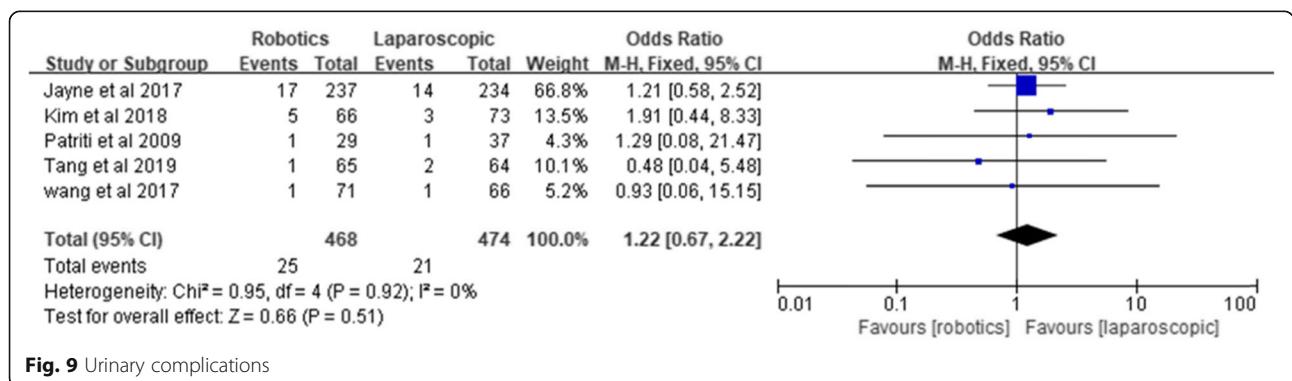 Robotics Laparoscopic Odds Ratio Odds Ratio
Study or Subgroup Events Total Events Total Weight M-H, Fixed, 95% CI M-H, Fixed, 95% CI
Jayne et al 2017 17 237 14 234 66.8% 1.21 [0.58, 2.52]
Kim et al 2018 5 66 3 73 13.5% 1.91 [0.44, 8.33]
Patriti et al 2009 1 29 1 37 4.3% 1.29 [0.08, 21.47]
Tang et al 2019 1 65 2 64 10.1% 0.48 [0.04, 5.48]
wang et al 2017 1 71 1 66 5.2% 0.93 [0.06, 15.15]
Total (95% CI) 468 474 100.0% 1.22 [0.67, 2.22]
Total events 25 21
Heterogeneity: Chi² = 0.95, df = 4 (P = 0.92); I² = 0%
Test for overall effect: Z = 0.66 (P = 0.51)
0.01 0.1 1 10 100
Favours [robotics] Favours [laparoscopic]
Fig. 9 Urinary complications